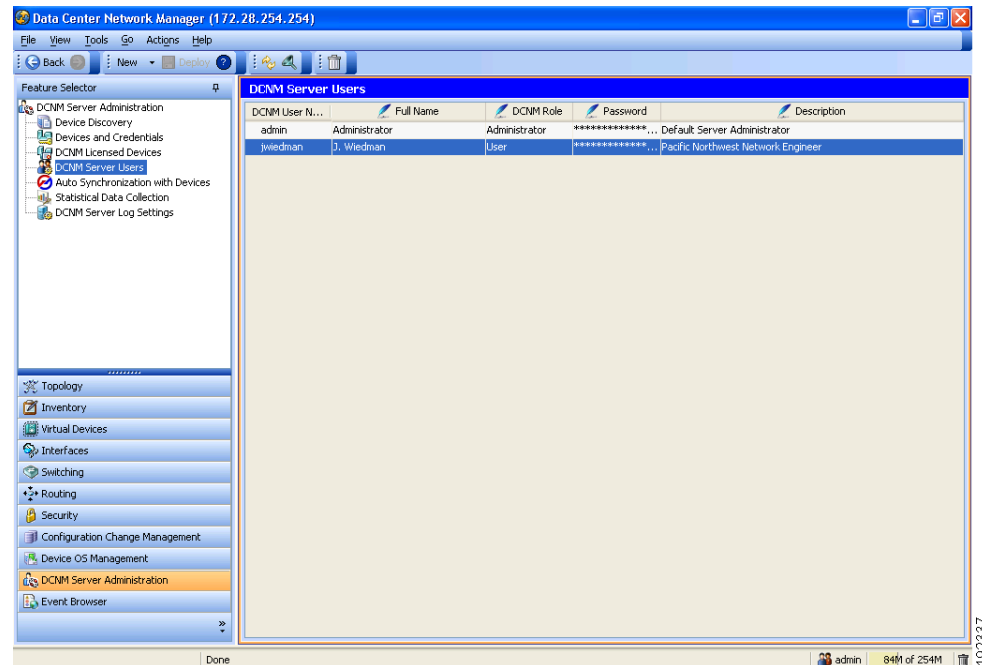 Data Center Network Manager (172.28.254.254)
File View Tools Go Actions Help
Back New Deploy
Feature Selector
DCNM Server Administration
Device Discovery
Devices and Credentials
DCNM Licensed Devices
DCNM Server Users
Auto Synchronization with Devices
Statistical Data Collection
DCNM Server Log Settings
Topology
Inventory
Virtual Devices
Interfaces
Switching
Routing
Security
Configuration Change Management
Device OS Management
DCNM Server Administration
Event Browser
DCNM Server Users
DCNM User N... Full Name DCNM Role Password Description
admin Administrator Administrator **************... Default Server Administrator
jwiedman J. Wiedman User **************... Pacific Northwest Network Engineer
Done admin 84M of 254M